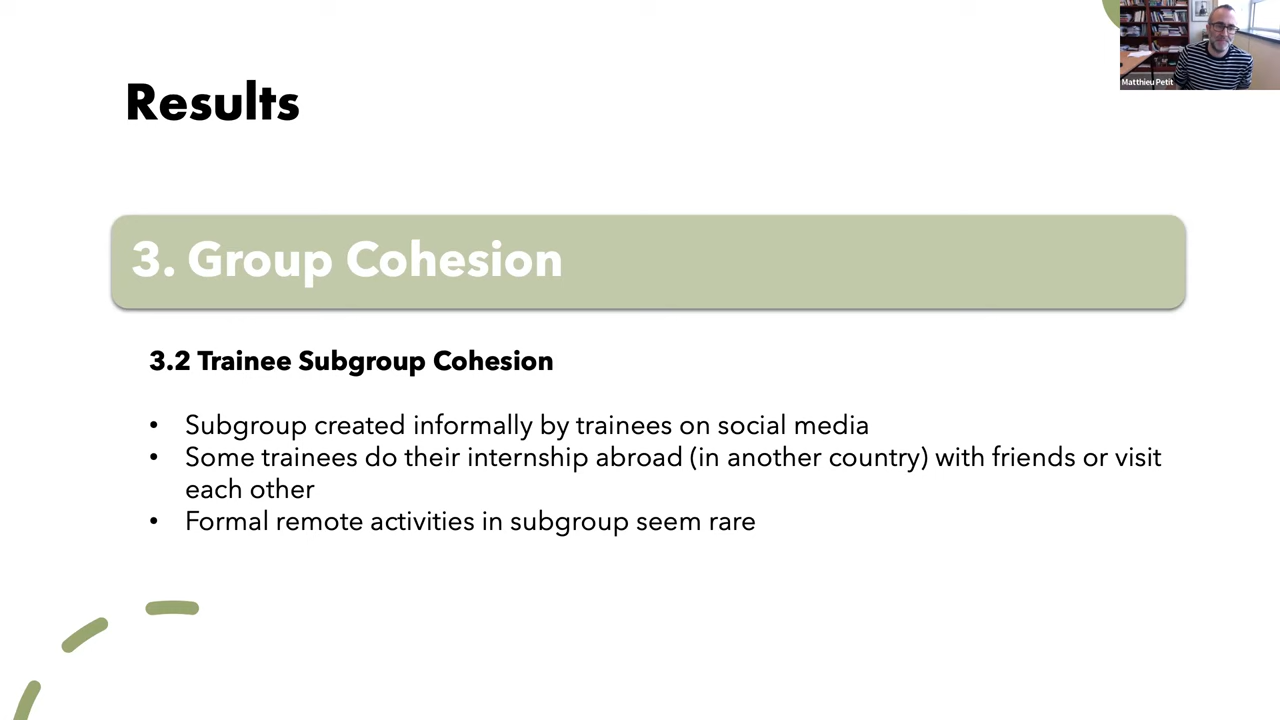 Matthieu Petit
Results
3. Group Cohesion
3.2 Trainee Subgroup Cohesion
• Subgroup created informally by trainees on social media
• Some trainees do their internship abroad (in another country) with friends or visit
each other
• Formal remote activities in subgroup seem rare